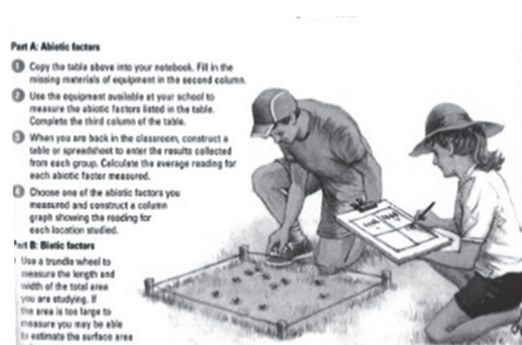 Part A: Abiotic factors
1 Copy the table above into your notebook. Fill in the
missing materials of equipment in the second column.
2 Use the equipment available at your school to
measure the abiotic factors listed in the table.
Complete the third column of the table.
3 When you are back in the classroom, construct a
table or spreadsheet to enter the results collected
from each group. Calculate the average reading for
each abiotic factor measured.
4 Choose one of the abiotic factors you
measured and construct a column
graph showing the reading for
each location studied.
Part B: Biotic factors
Use a trundle wheel to
measure the length and
width of the total area
you are studying. If
the area is too large to
measure you may be able
to estimate the surface area